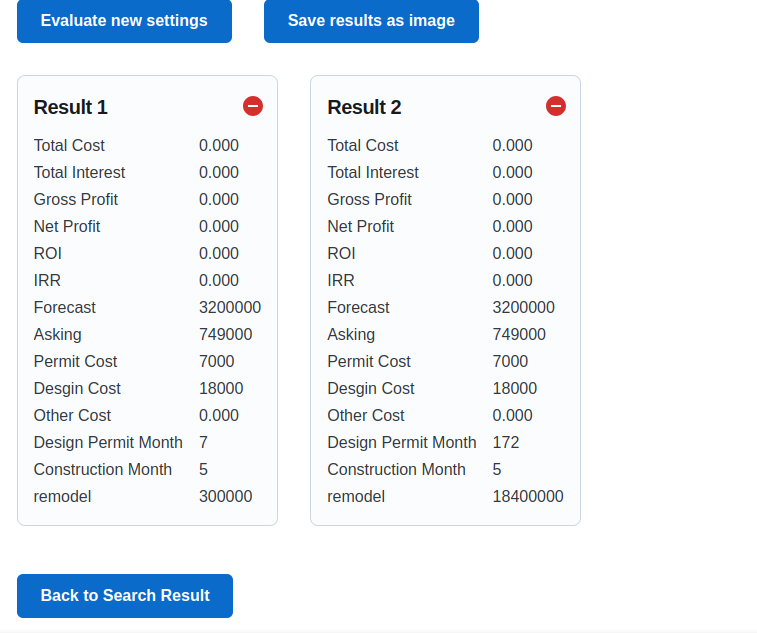 Evaluate new settings
Save results as image
Result 1
Total Cost 0.000
Total Interest 0.000
Gross Profit 0.000
Net Profit 0.000
ROI 0.000
IRR 0.000
Forecast 3200000
Asking 749000
Permit Cost 7000
Desgin Cost 18000
Other Cost 0.000
Design Permit Month 7
Construction Month 5
remodel 300000
Result 2
Total Cost 0.000
Total Interest 0.000
Gross Profit 0.000
Net Profit 0.000
ROI 0.000
IRR 0.000
Forecast 3200000
Asking 749000
Permit Cost 7000
Desgin Cost 18000
Other Cost 0.000
Design Permit Month 172
Construction Month 5
remodel 18400000
Back to Search Result